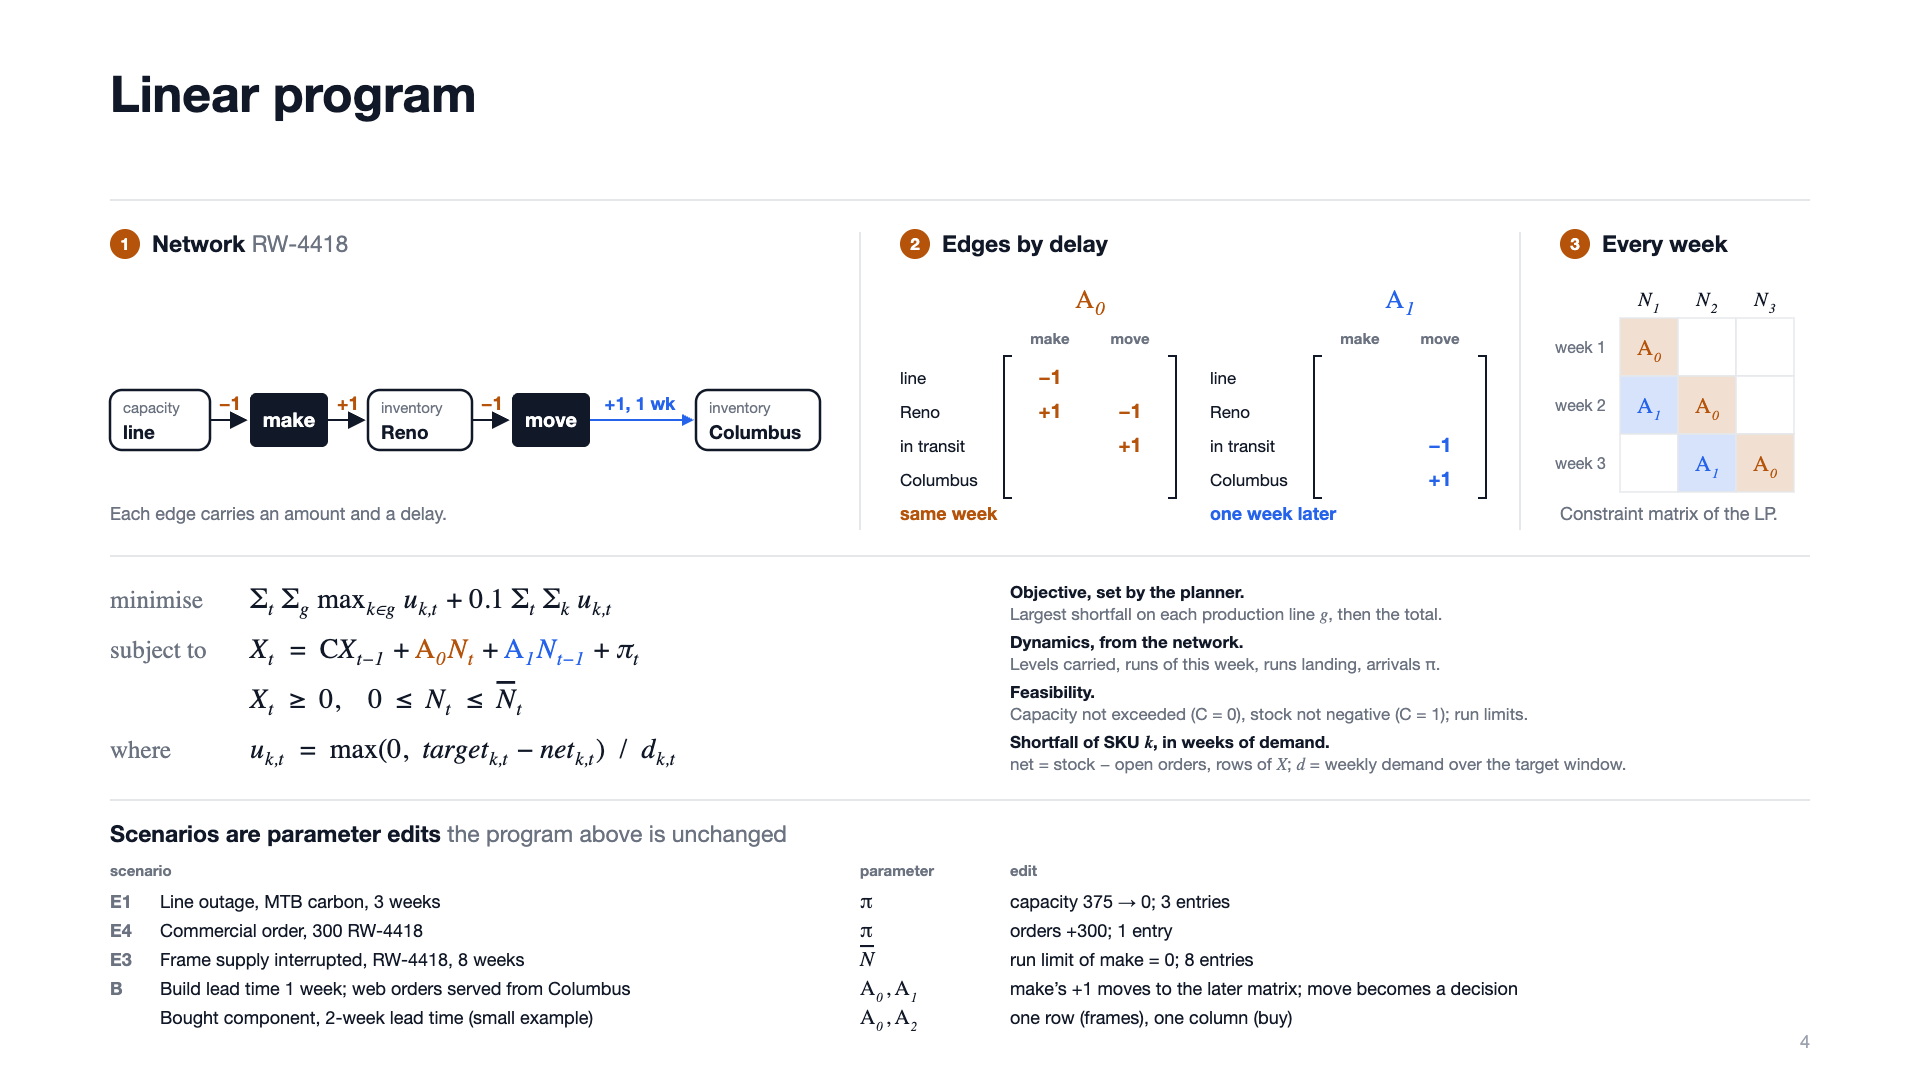 Linear program
1 Network RW-4418
capacity
line
−1
make
+1
inventory
Reno
−1
move
+1, 1 wk
inventory
Columbus
Each edge carries an amount and a delay.
2 Edges by delay
A0
make move
line −1
Reno +1 −1
in transit +1
Columbus
same week
A1
make move
line
Reno
in transit −1
Columbus +1
one week later
3 Every week
N1 N2 N3
week 1 A0
week 2 A1 A0
week 3 A1 A0
Constraint matrix of the LP.
minimise Σt Σg maxk∈g uk,t + 0.1 Σt Σk uk,t
subject to Xt = CXt−1 + A0Nt + A1Nt−1 + πt
Xt ≥ 0, 0 ≤ Nt ≤ N̅t
where uk,t = max(0, targetk,t − netk,t) / dk,t
Objective, set by the planner.
Largest shortfall on each production line g, then the total.
Dynamics, from the network.
Levels carried, runs of this week, runs landing, arrivals π.
Feasibility.
Capacity not exceeded (C = 0), stock not negative (C = 1); run limits.
Shortfall of SKU k, in weeks of demand.
net = stock − open orders, rows of X; d = weekly demand over the target window.
Scenarios are parameter edits the program above is unchanged
scenario parameter edit
E1 Line outage, MTB carbon, 3 weeks π capacity 375 → 0; 3 entries
E4 Commercial order, 300 RW-4418 π orders +300; 1 entry
E3 Frame supply interrupted, RW-4418, 8 weeks N̅ run limit of make = 0; 8 entries
B Build lead time 1 week; web orders served from Columbus A0, A1 make’s +1 moves to the later matrix; move becomes a decision
Bought component, 2-week lead time (small example) A0, A2 one row (frames), one column (buy)
4